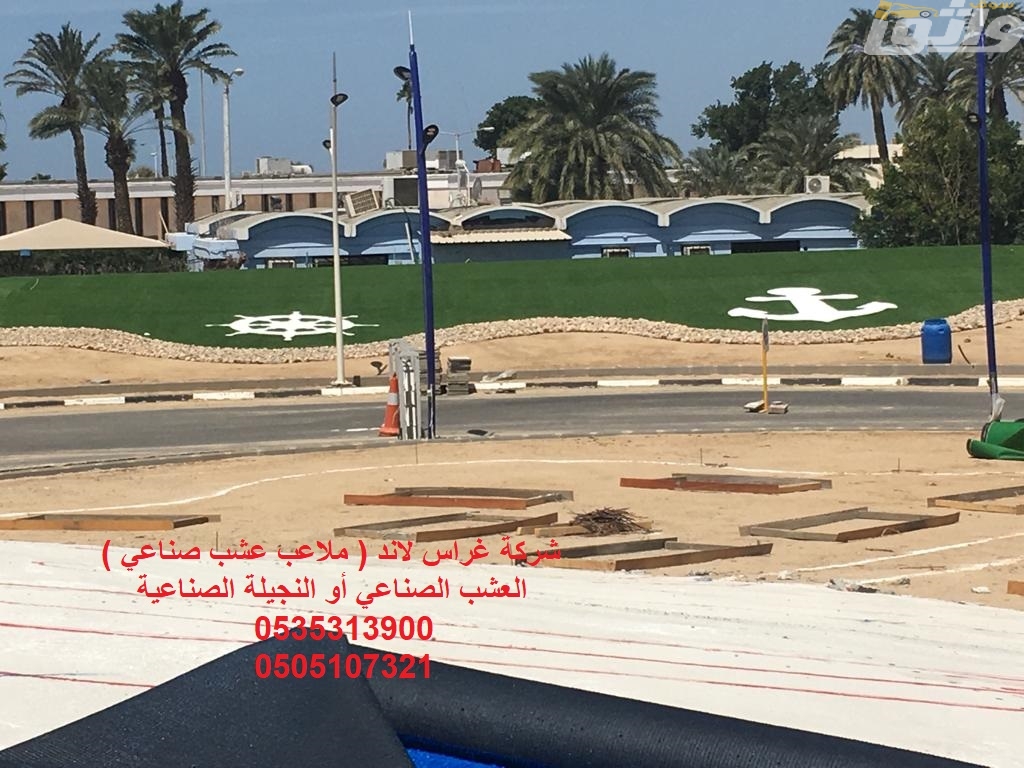 شركة غراس لاند ( ملاعب عشب صناعي )
العشب الصناعي أو النجيلة الصناعية
0535313900
0505107321